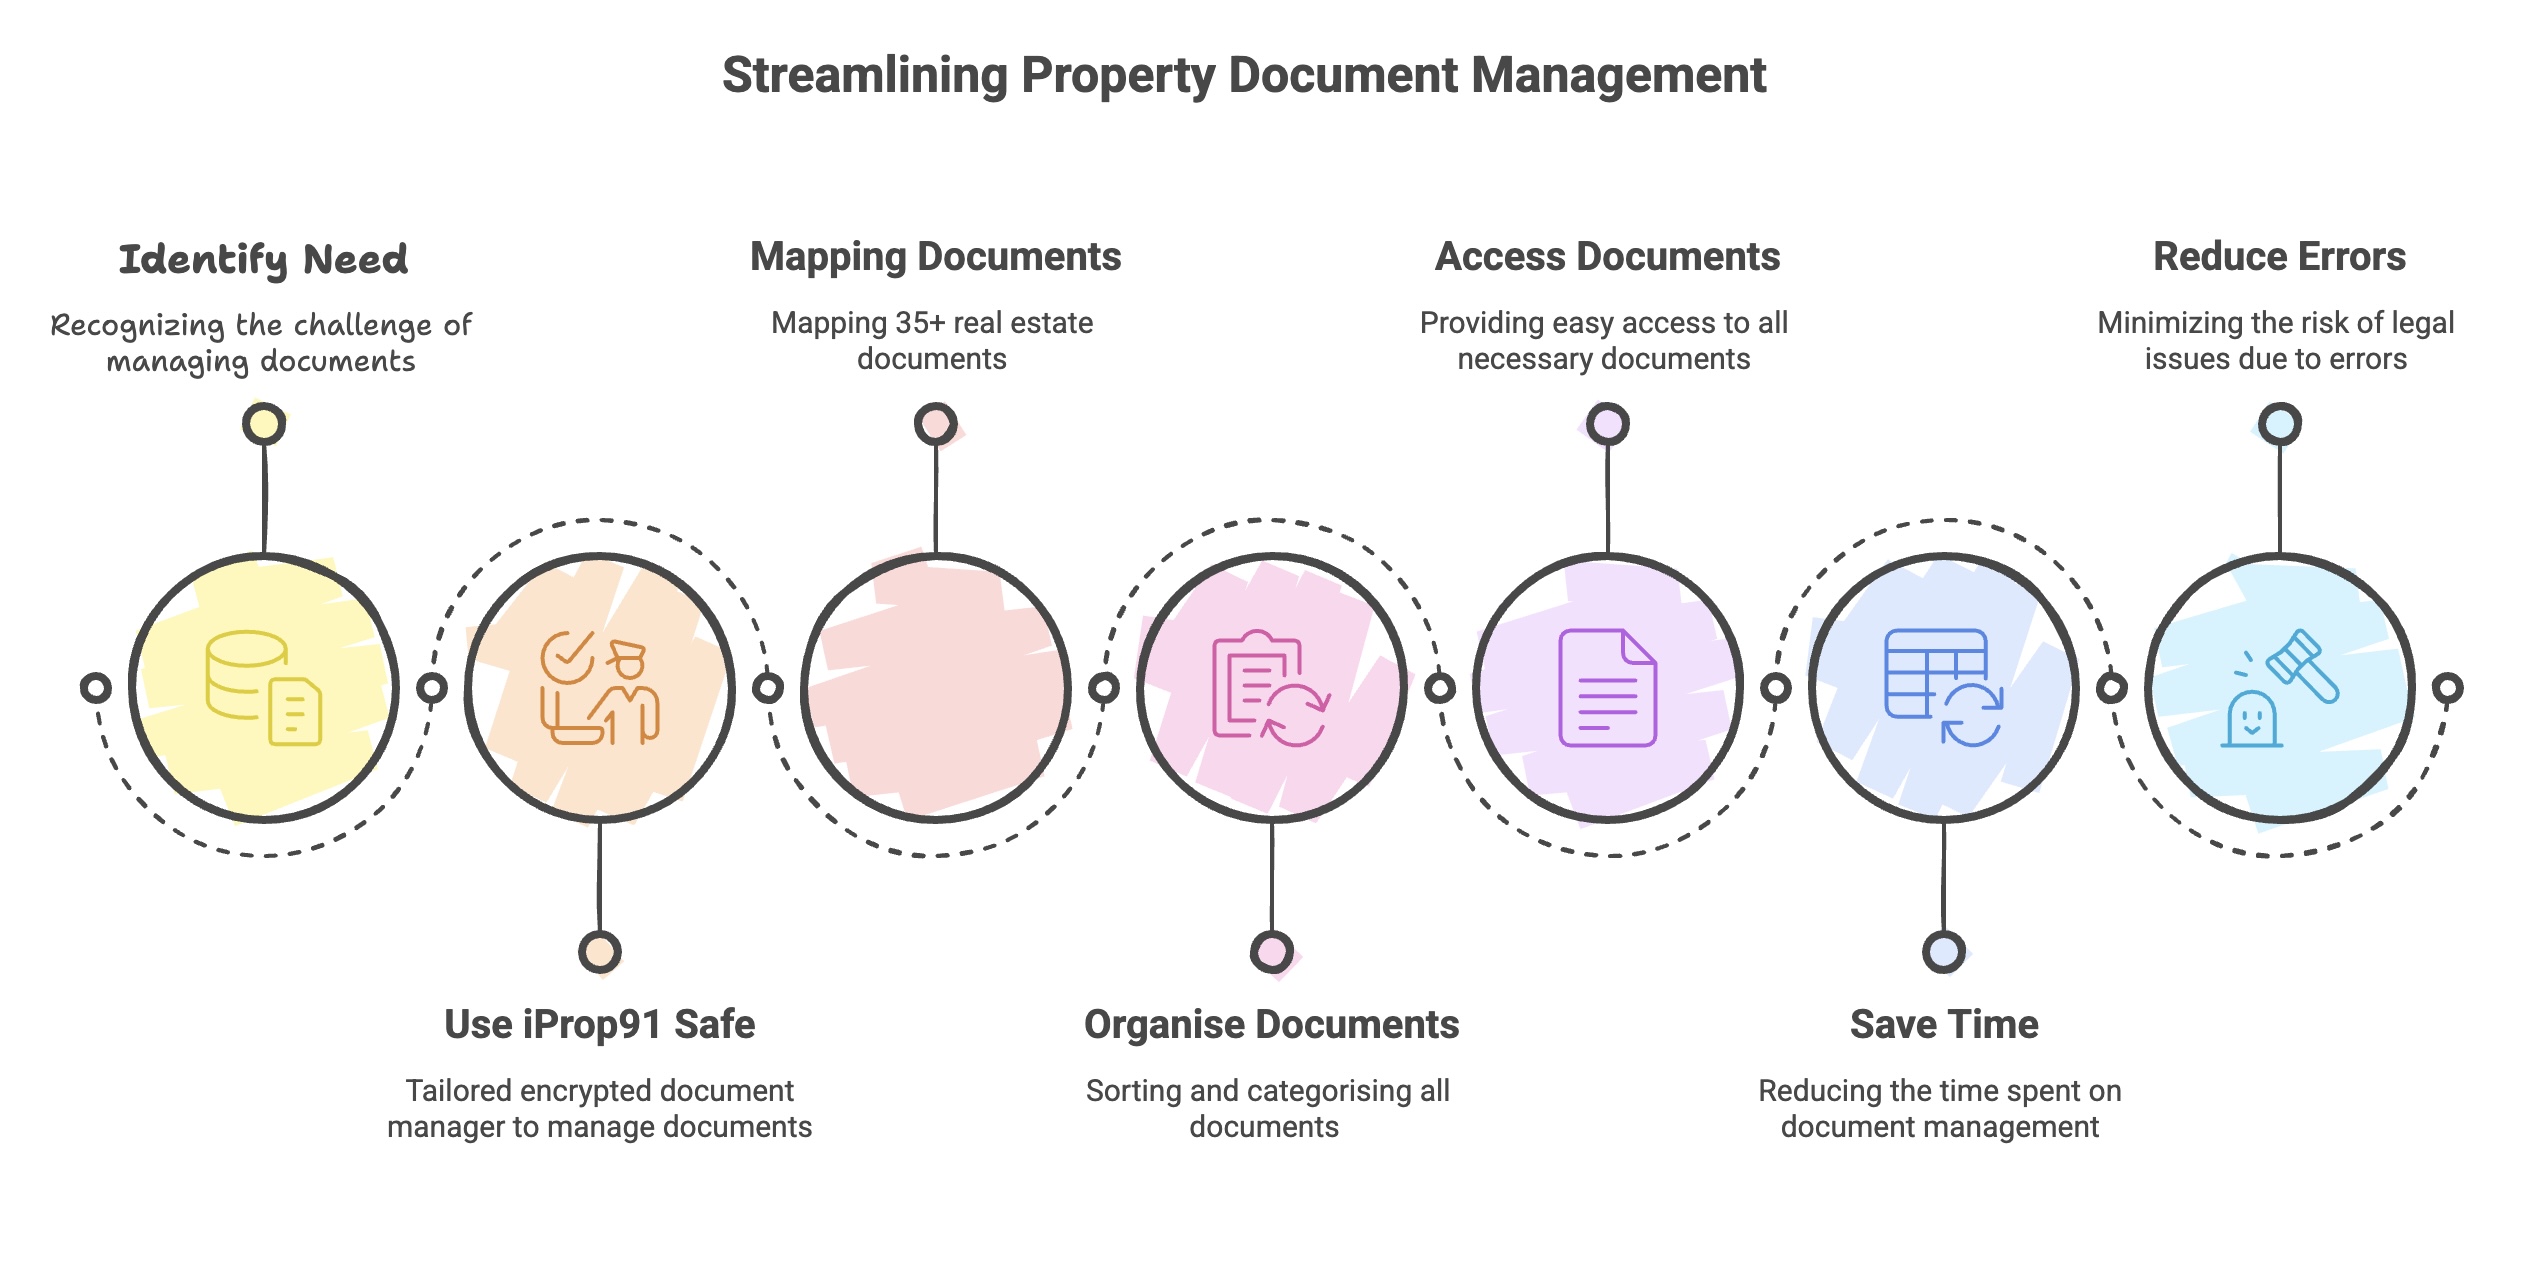 Streamlining Property Document Management
Identify Need
Recognizing the challenge of
managing documents
Use iProp91 Safe
Tailored encrypted document
manager to manage documents
Mapping Documents
Mapping 35+ real estate
documents
Organise Documents
Sorting and categorising all
documents
Access Documents
Providing easy access to all
necessary documents
Save Time
Reducing the time spent on
document management
Reduce Errors
Minimizing the risk of legal
issues due to errors